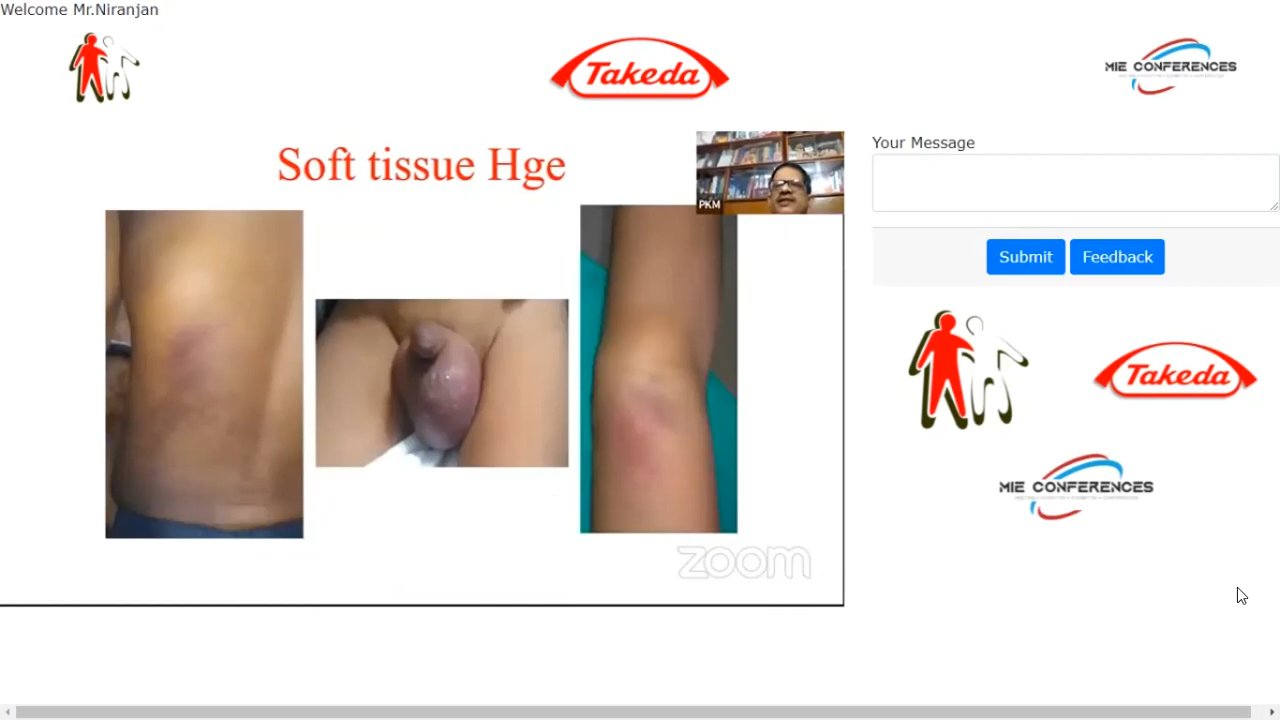 Welcome Mr.Niranjan
Takeda
MIE CONFERENCES
Soft tissue Hge
PKM
Your Message
Submit
Feedback
Takeda
MIE CONFERENCES
zoom